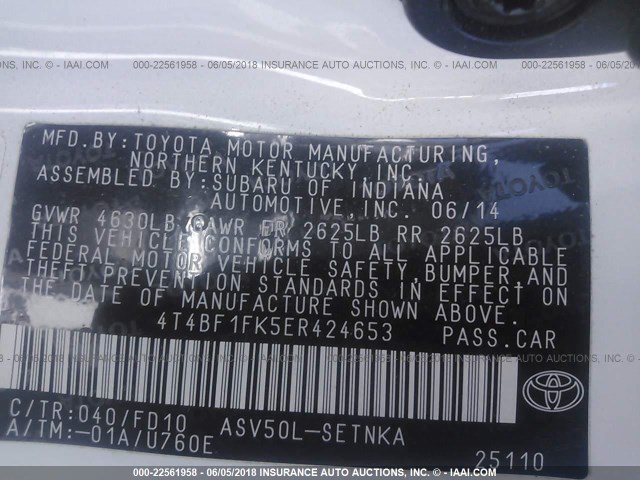 000-22561958 - 06/05/2018 - INSURANCE AUTO AUCTIONS, INC. - IAAI.COM
MFD.BY:TOYOTA MOTOR MANUFACTURING,
NORTHERN KENTUCKY,INC.
ASSEMBLED BY:SUBARU OF INDIANA
AUTOMOTIVE,INC. 06/14
GVWR 4630LB GAWR FR 2625LB RR 2625LB
THIS VEHICLE CONFORMS TO ALL APPLICABLE
FEDERAL MOTOR VEHICLE SAFETY,BUMPER AND
THEFT PREVENTION STANDARDS IN EFFECT ON
THE DATE OF MANUFACTURE SHOWN ABOVE.
4T4BF1FK5ER424653 PASS.CAR
C/TR:040/FD10 ASV50L-SETNKA
A/TM:-01A/U760E 25110
TOYOTA
000-22561958 - 06/05/2018 - INSURANCE AUTO AUCTIONS, INC. - IAAI.COM